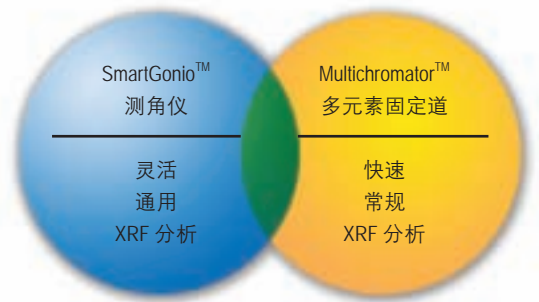 SmartGonio™
测角仪
灵活
通用
XRF 分析
Multichromator™
多元素固定道
快速
常规
XRF 分析